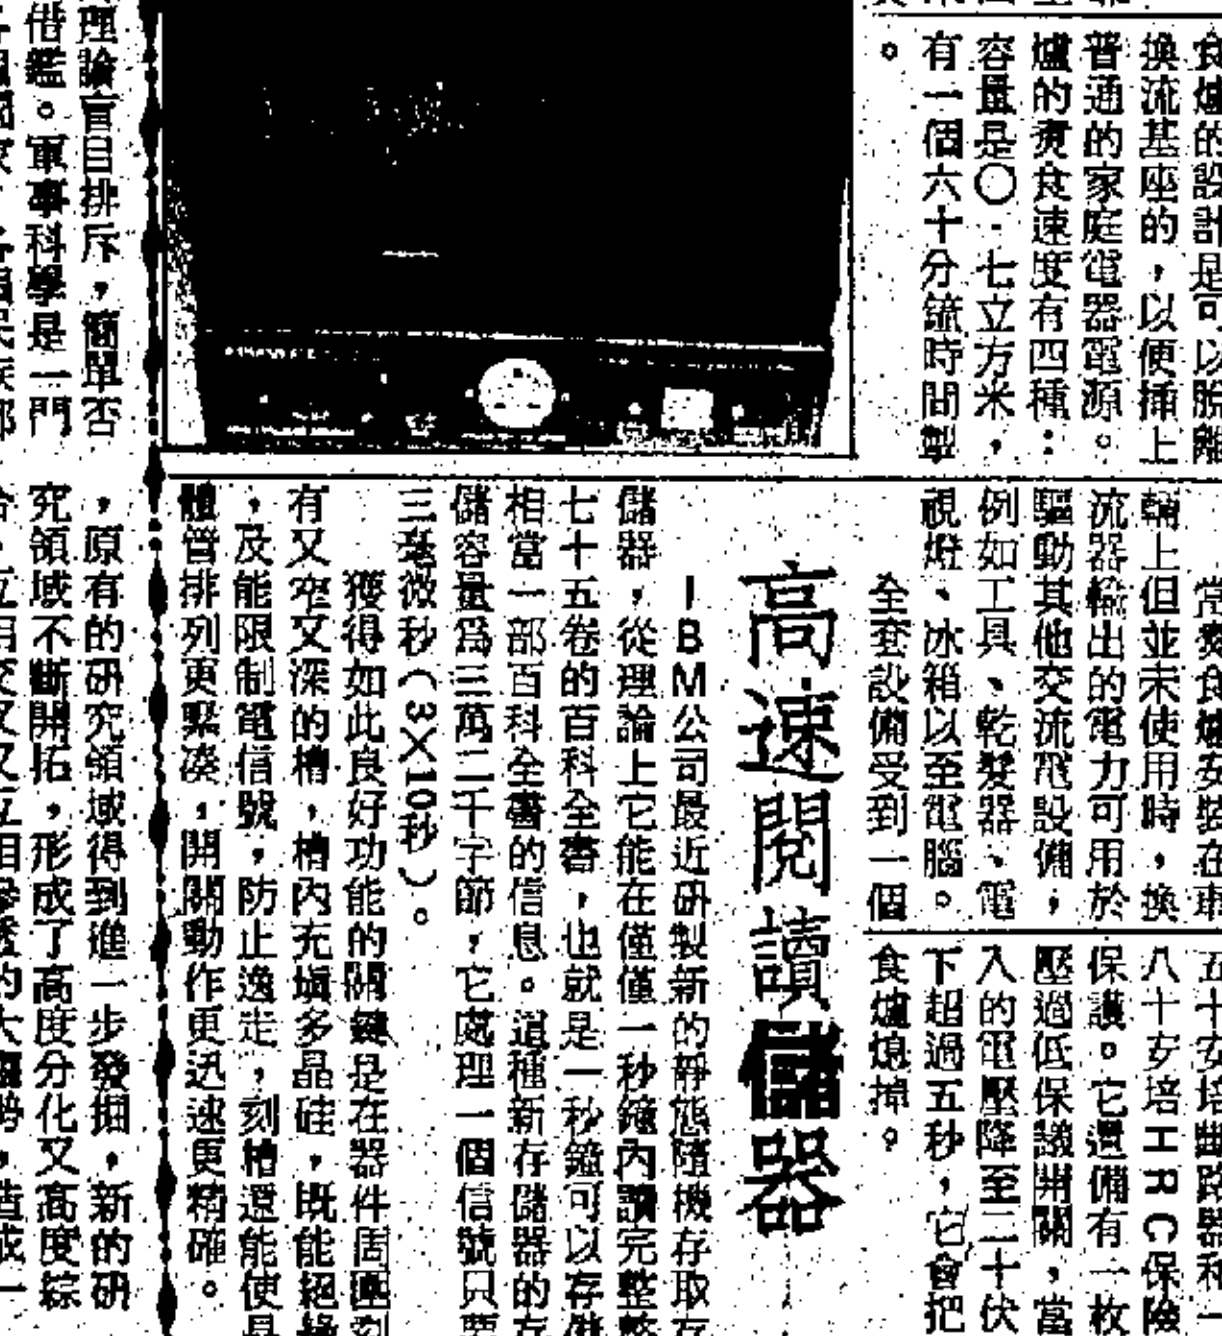 換流基座的，以便插上
普通的家庭電器電源。
爐的煑食速度有四種：
容量是〇·七立方米，
有一個六十分鐘時間掣
。
輛上但並未使用時，換
流器輸出的電力可用於
驅動其他交流電設備；
例如工具、乾髮器、電
視燈、冰箱以至電腦。
全套設備受到一個
八十安培HRC保險
保護。它還備有一枚
壓過低保護開關，當
入的電壓降至二十伏
下超過五秒，它會把
食爐熄掉。
高速閱讀儲器
IBM公司最近研製新的靜態隨機存取存
儲器，從理論上它能在僅僅一秒鐘內讀完整整
七十五卷的百科全書，也就是一秒鐘可以存儲
相當一部百科全書的信息。這種新存儲器的存
儲容量爲三萬二千字節，它處理一個信號只要
三毫微秒（3×10秒）。
獲得如此良好功能的關鍵是在器件周圍刻
有又窄又深的槽，槽內充塡多晶硅，既能絕緣
，及能限制電信號，防止逸走，刻槽還能使晶
體管排列更緊凑，開關動作更迅速更精確。
理論盲目排斥，簡單否
借鑑。軍事科學是一門
，原有的研究領域得到進一步發掘，新的研
究領域不斷開拓，形成了高度分化又高度綜